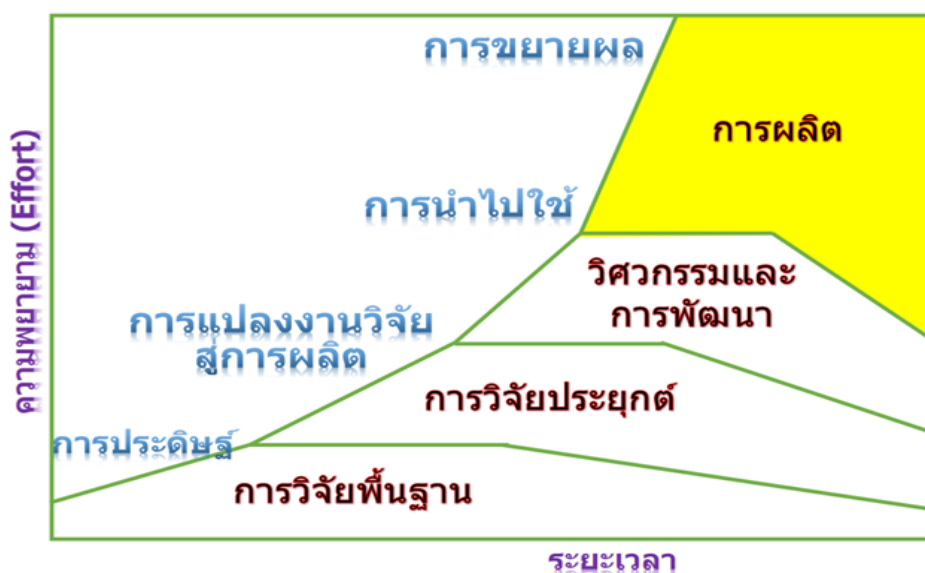 การขยายผล
การผลิต
ความพยายาม (Effort)
การนำไปใช้
วิศวกรรมและ
การพัฒนา
การแปลงงานวิจัย
สู่การผลิต
การวิจัยประยุกต์
การประดิษฐ์
การวิจัยพื้นฐาน
ระยะเวลา